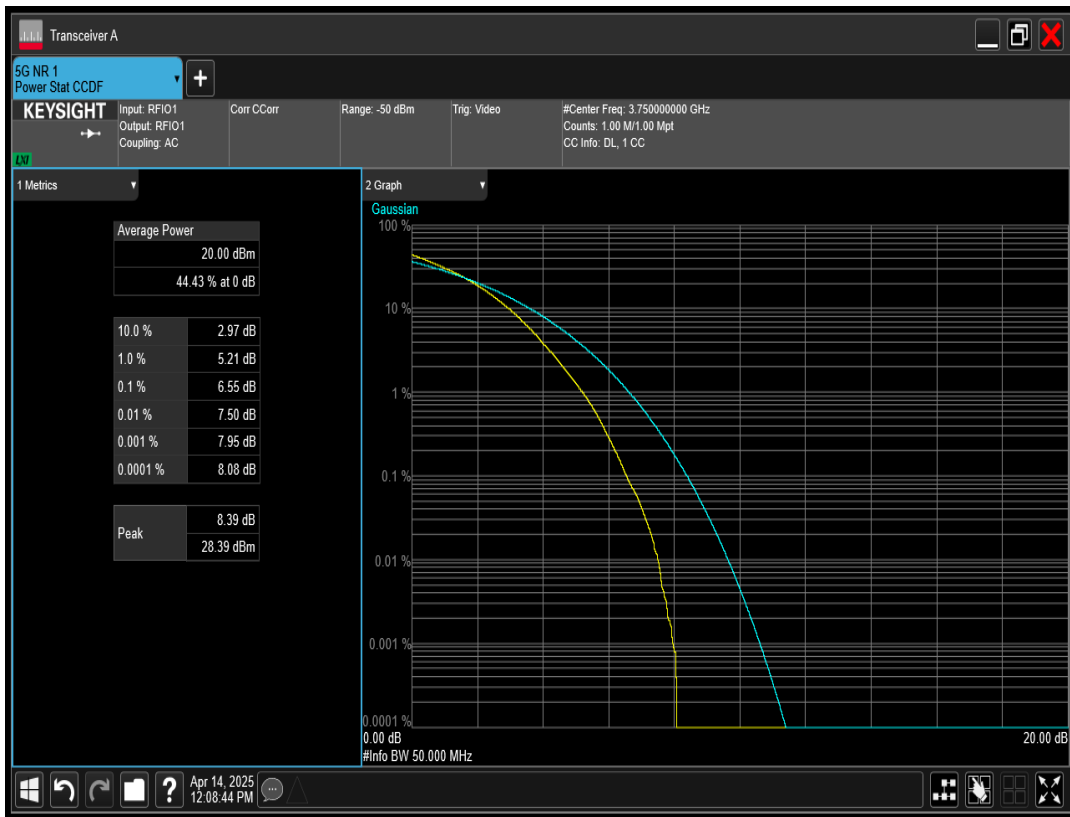 Transceiver A
5G NR 1
Power Stat CCDF
+
KEYSIGHT
LXI
Input: RFIO1
Output: RFIO1
Coupling: AC
Corr CCorr
Range: -50 dBm
Trig: Video
#Center Freq: 3.750000000 GHz
Counts: 1.00 M/1.00 Mpt
CC Info: DL, 1 CC
1 Metrics
Average Power
20.00 dBm
44.43 % at 0 dB
10.0 % 2.97 dB
1.0 % 5.21 dB
0.1 % 6.55 dB
0.01 % 7.50 dB
0.001 % 7.95 dB
0.0001 % 8.08 dB
Peak
8.39 dB
28.39 dBm
2 Graph
Gaussian
100 %
10 %
1 %
0.1 %
0.01 %
0.001 %
0.0001 %
0.00 dB
20.00 dB
#Info BW 50.000 MHz
?
Apr 14, 2025
12:08:44 PM